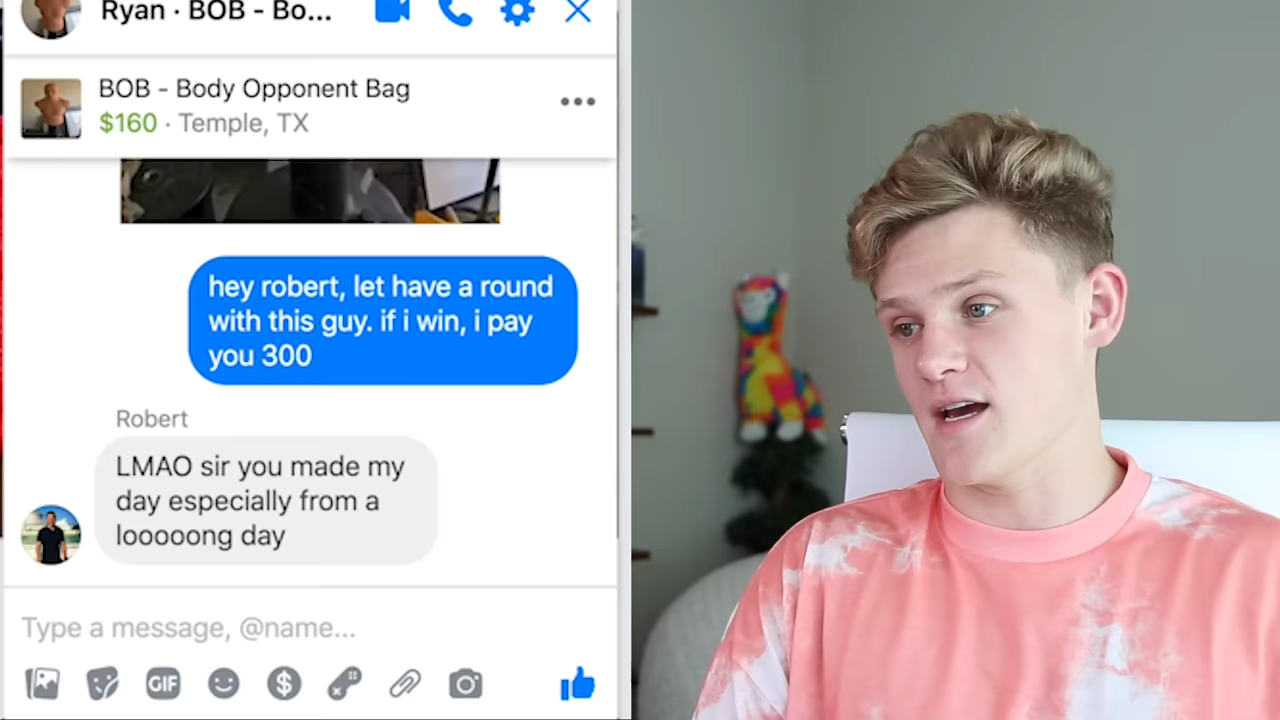 Ryan · BOB - Bo...
BOB - Body Opponent Bag
$160 · Temple, TX
hey robert, let have a round
with this guy. if i win, i pay
you 300
Robert
LMAO sir you made my
day especially from a
looooong day
Type a message, @name...
GIF